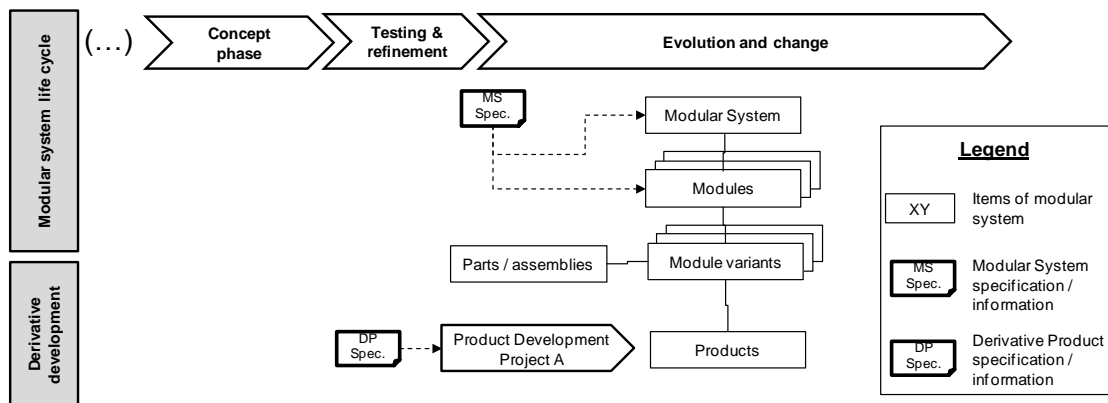 Modular system life cycle
Derivative
development
(…)
Concept
phase
Testing &
refinement
Evolution and change
MS
Spec.
Modular System
Modules
Parts / assemblies
Module variants
DP
Spec.
Product Development
Project A
Products
Legend
XY
Items of modular
system
MS
Spec.
Modular System
specification /
information
DP
Spec.
Derivative Product
specification /
information